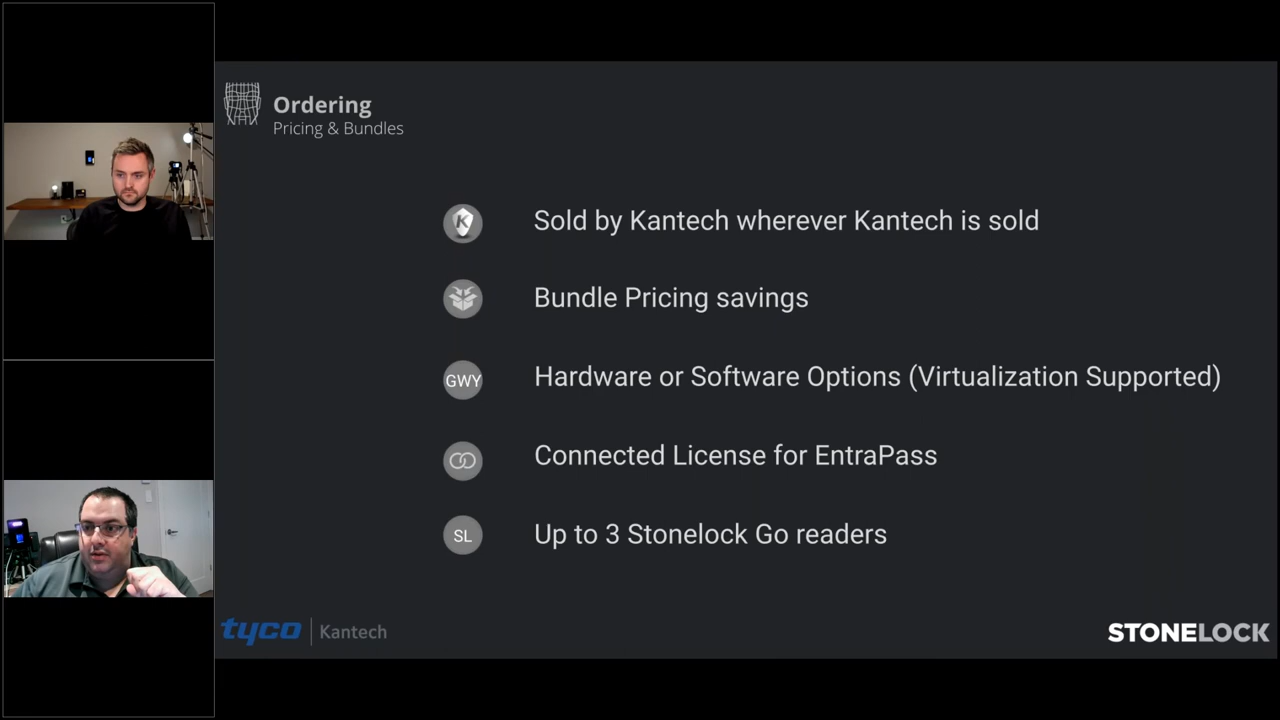 Ordering
Pricing & Bundles
K
Sold by Kantech wherever Kantech is sold
Bundle Pricing savings
GWY
Hardware or Software Options (Virtualization Supported)
Connected License for EntraPass
SL
Up to 3 Stonelock Go readers
tyco | Kantech
STONELOCK